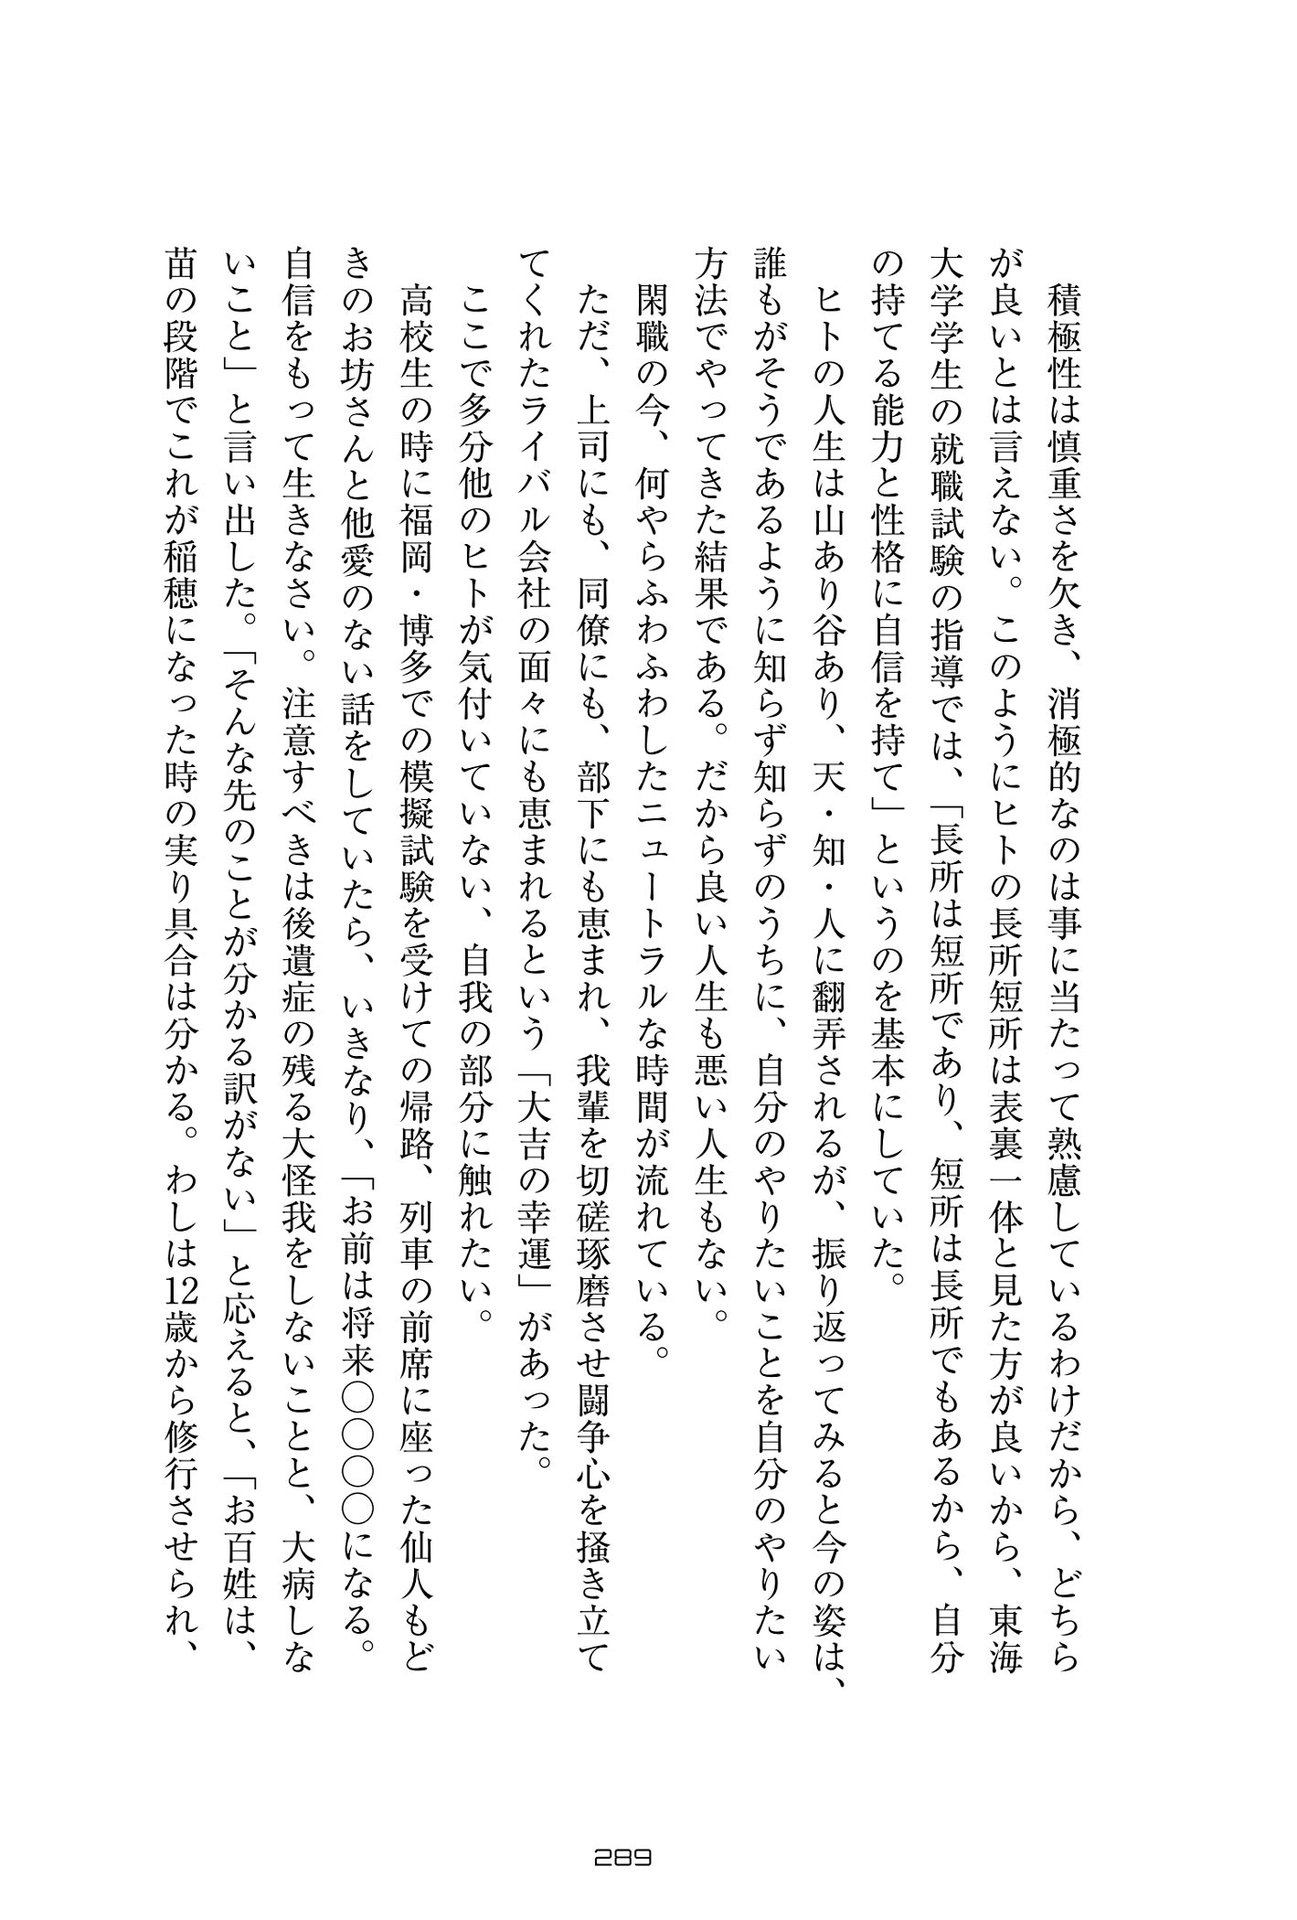 積極性は慎重さを欠き、消極的なのは事に当たって熟慮しているわけだから、どちら
が良いとは言えない。このようにヒトの長所短所は表裏一体と見た方が良いから、東海
大学学生の就職試験の指導では、「長所は短所であり、短所は長所でもあるから、自分
の持てる能力と性格に自信を持て」というのを基本にしていた。
　ヒトの人生は山あり谷あり、天・知・人に翻弄されるが、振り返ってみると今の姿は、
誰もがそうであるように知らず知らずのうちに、自分のやりたいことを自分のやりたい
方法でやってきた結果である。だから良い人生も悪い人生もない。
　閑職の今、何やらふわふわしたニュートラルな時間が流れている。
　ただ、上司にも、同僚にも、部下にも恵まれ、我輩を切磋琢磨させ闘争心を掻き立て
てくれたライバル会社の面々にも恵まれるという「大吉の幸運」があった。
　ここで多分他のヒトが気付いていない、自我の部分に触れたい。
　高校生の時に福岡・博多での模擬試験を受けての帰路、列車の前席に座った仙人もど
きのお坊さんと他愛のない話をしていたら、いきなり、「お前は将来〇〇〇〇になる。
自信をもって生きなさい。注意すべきは後遺症の残る大怪我をしないことと、大病しな
いこと」と言い出した。「そんな先のことが分かる訳がない」と応えると、「お百姓は、
苗の段階でこれが稲穂になった時の実り具合は分かる。わしは12歳から修行させられ、
289